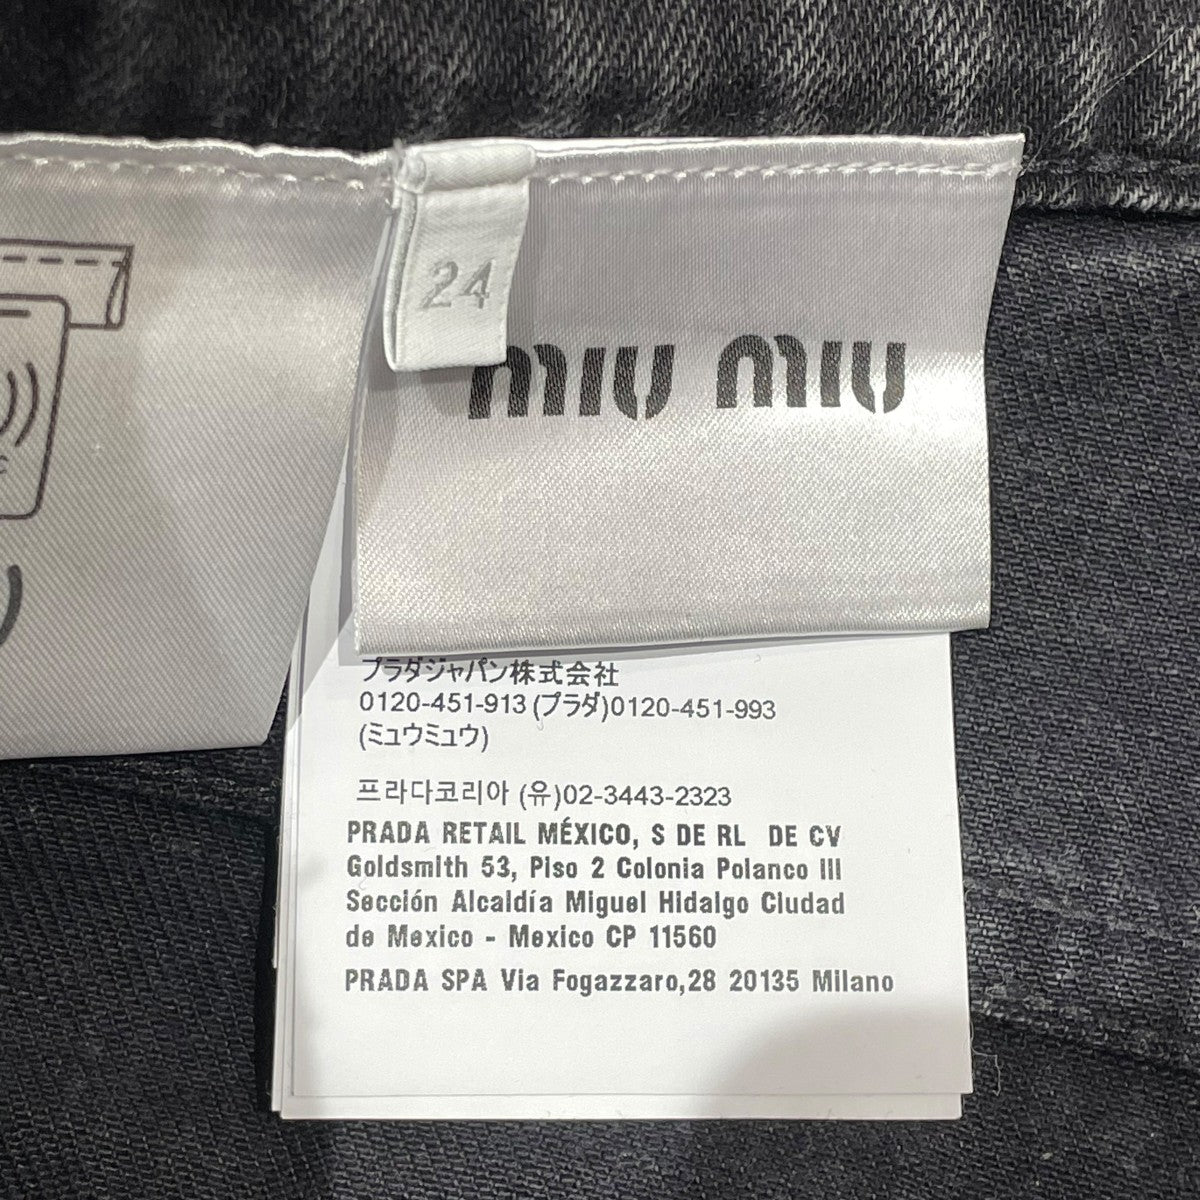 24
miu miu
プラダジャパン株式会社
0120-451-913 (プラダ)0120-451-993
(ミュウミュウ)
프라다코리아 (유)02-3443-2323
PRADA RETAIL MÉXICO, S DE RL DE CV
Goldsmith 53, Piso 2 Colonia Polanco III
Sección Alcaldía Miguel Hidalgo Ciudad
de Mexico - Mexico CP 11560
PRADA SPA Via Fogazzaro,28 20135 Milano